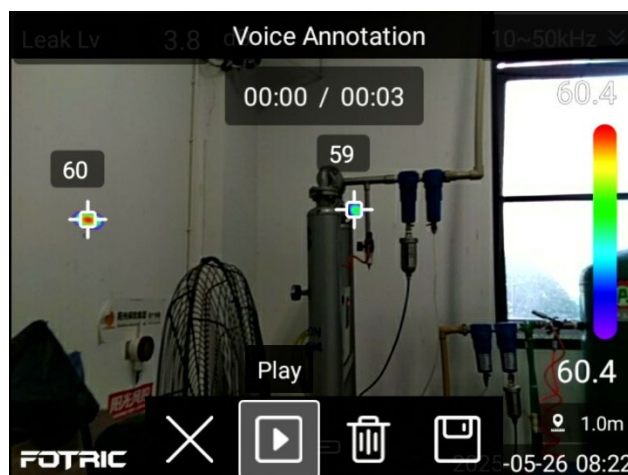 Leak Lv 3.8 d
Voice Annotation
10~50kHz
00:00 / 00:03
60.4
60
59
Play
60.4
1.0m
FOTRIC
2025-05-26 08:22